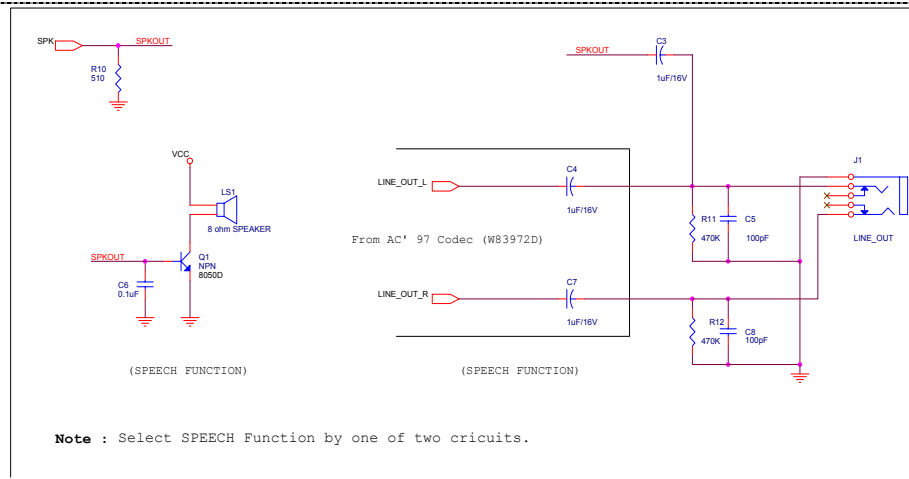 SPK
SPKOUT
R10
510
SPKOUT
C3
1uF/16V
VCC
LS1
8 ohm SPEAKER
SPKOUT
Q1
NPN
8050D
C6
0.1uF
(SPEECH FUNCTION)
LINE_OUT_L
C4
1uF/16V
From AC' 97 Codec (W83972D)
LINE_OUT_R
C7
1uF/16V
(SPEECH FUNCTION)
R11
470K
C5
100pF
R12
470K
C8
100pF
J1
LINE_OUT
Note : Select SPEECH Function by one of two cricuits.